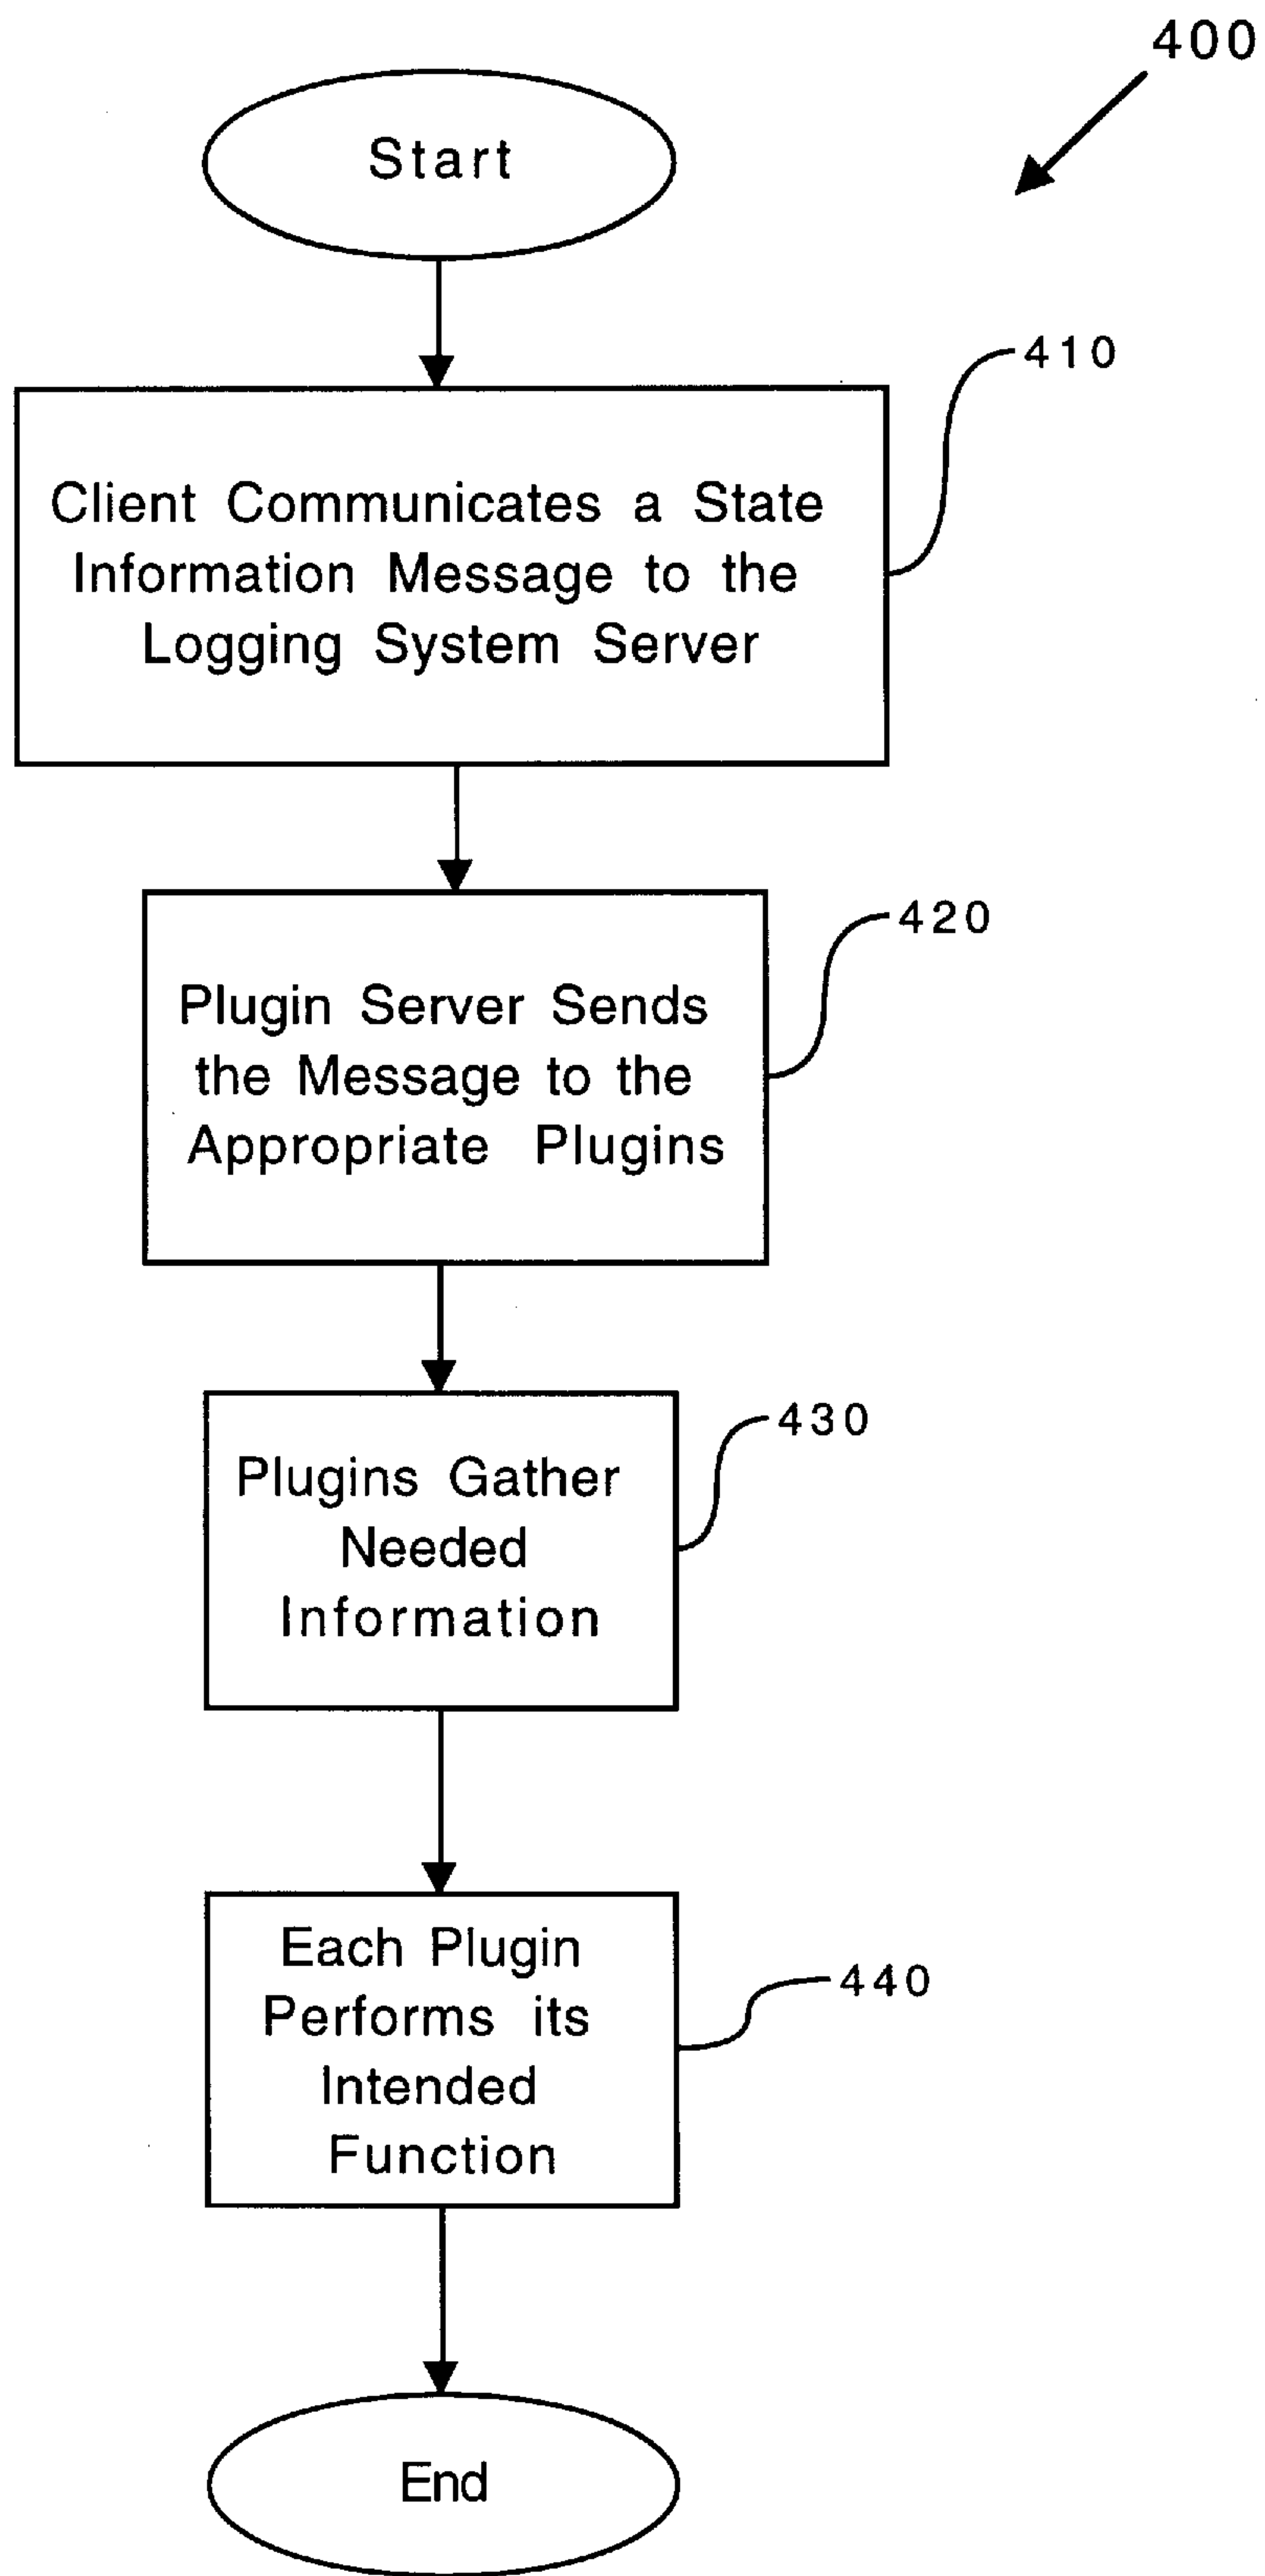 400
Start
410
Client Communicates a State
Information Message to the
Logging System Server
420
Plugin Server Sends
the Message to the
Appropriate Plugins
430
Plugins Gather
Needed
Information
Each Plugin
440
Performs its
Intended
Function
End